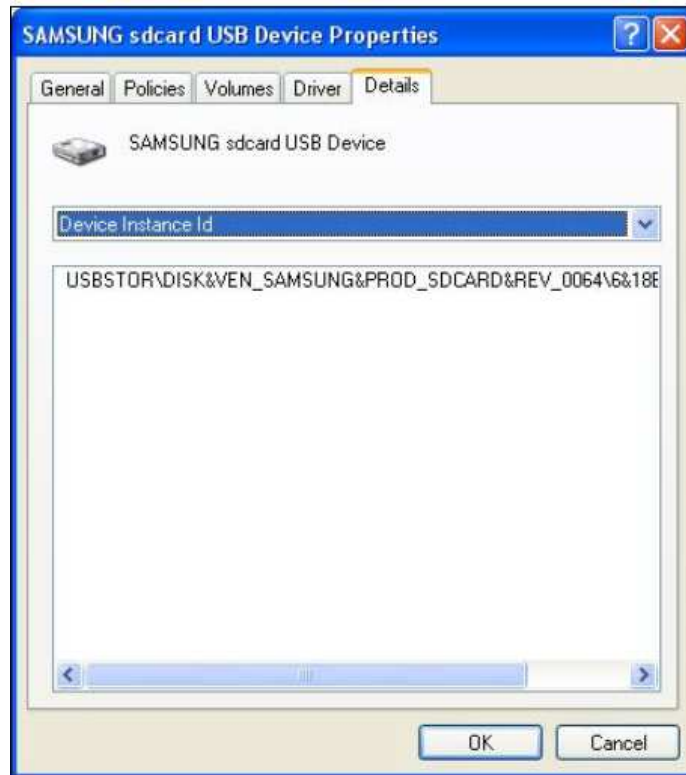 SAMSUNG sdcard USB Device Properties
General Policies Volumes Driver Details
SAMSUNG sdcard USB Device
Device Instance Id
USBSTOR\DISK&VEN_SAMSUNG&PROD_SDCARD&REV_0064\6&18E
OK Cancel